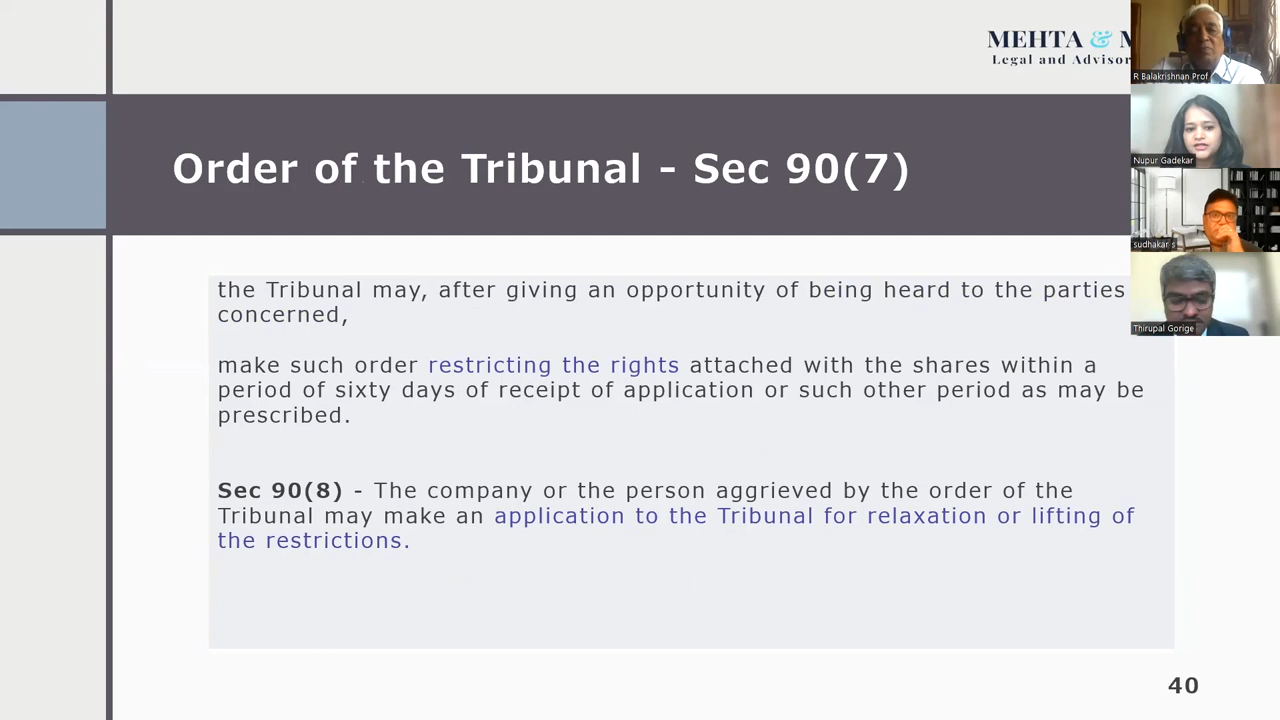 MEHTA & M
Legal and Advisor
R Balakrishnan Prof
Nupur Gadekar
sudhakar s
Thirupal Gorige
Order of the Tribunal - Sec 90(7)
the Tribunal may, after giving an opportunity of being heard to the parties
concerned,
make such order restricting the rights attached with the shares within a
period of sixty days of receipt of application or such other period as may be
prescribed.
Sec 90(8) - The company or the person aggrieved by the order of the
Tribunal may make an application to the Tribunal for relaxation or lifting of
the restrictions.
40